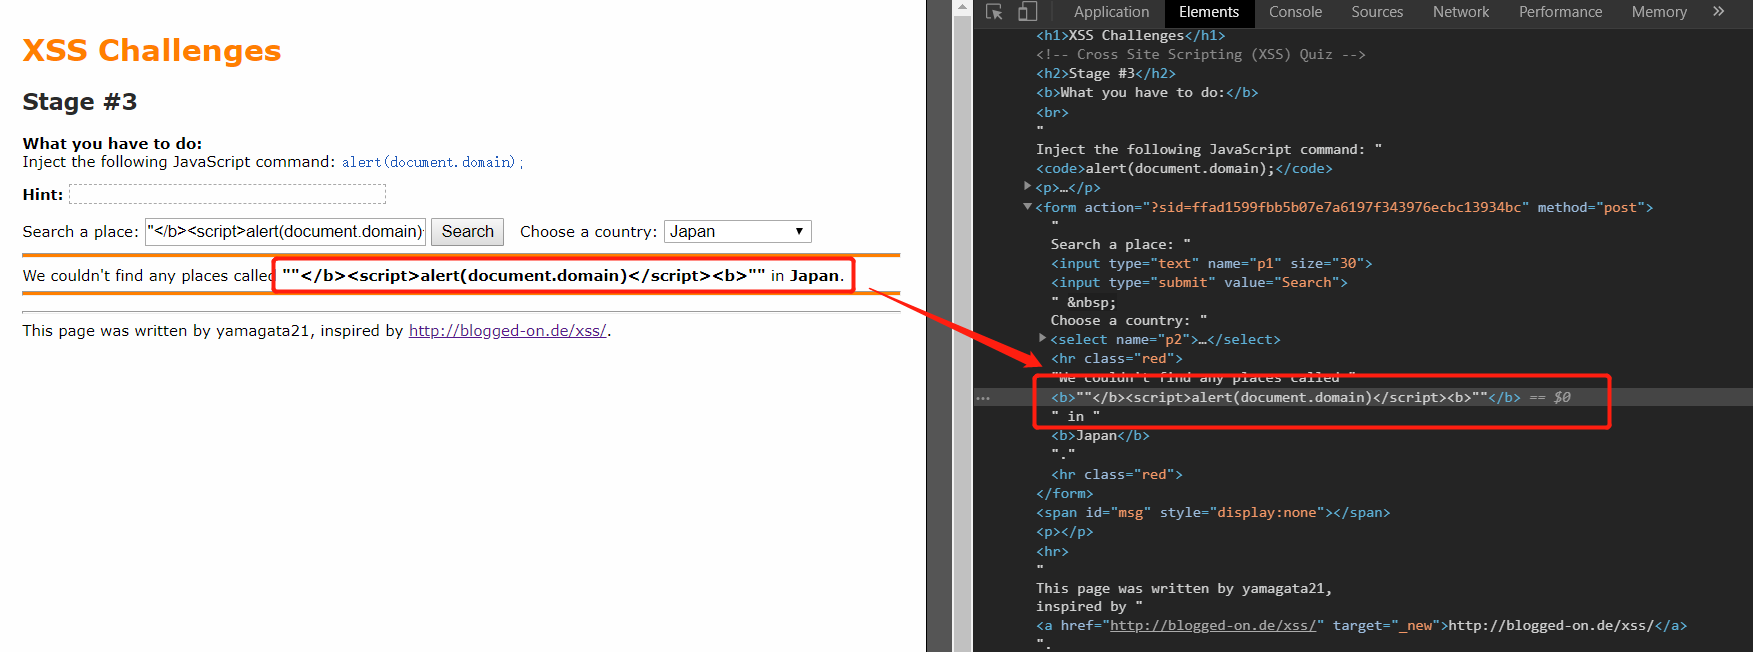 XSS Challenges
Stage #3
What you have to do:
Inject the following JavaScript command: alert(document.domain);
Hint:
Search a place: "</b><script>alert(document.domain) Search Choose a country: Japan
We couldn't find any places called ""</b><script>alert(document.domain)</script><b>"" in Japan.
This page was written by yamagata21, inspired by http://blogged-on.de/xss/.
Application Elements Console Sources Network Performance Memory »
<h1>XSS Challenges</h1>
<!-- Cross Site Scripting (XSS) Quiz -->
<h2>Stage #3</h2>
<b>What you have to do:</b>
<br>
"
Inject the following JavaScript command: "
<code>alert(document.domain);</code>
<p>…</p>
<form action="?sid=ffad1599fbb5b07e7a6197f343976ecbc13934bc" method="post">
"
Search a place: "
<input type="text" name="p1" size="30">
<input type="submit" value="Search">
" &nbsp;
Choose a country: "
<select name="p2">…</select>
<hr class="red">
"We couldn't find any places called "
<b>""</b><script>alert(document.domain)</script><b>""</b> == $0
" in "
<b>Japan</b>
"."
<hr class="red">
</form>
<span id="msg" style="display:none"></span>
<p></p>
<hr>
"
This page was written by yamagata21,
inspired by "
<a href="http://blogged-on.de/xss/" target="_new">http://blogged-on.de/xss/</a>
".